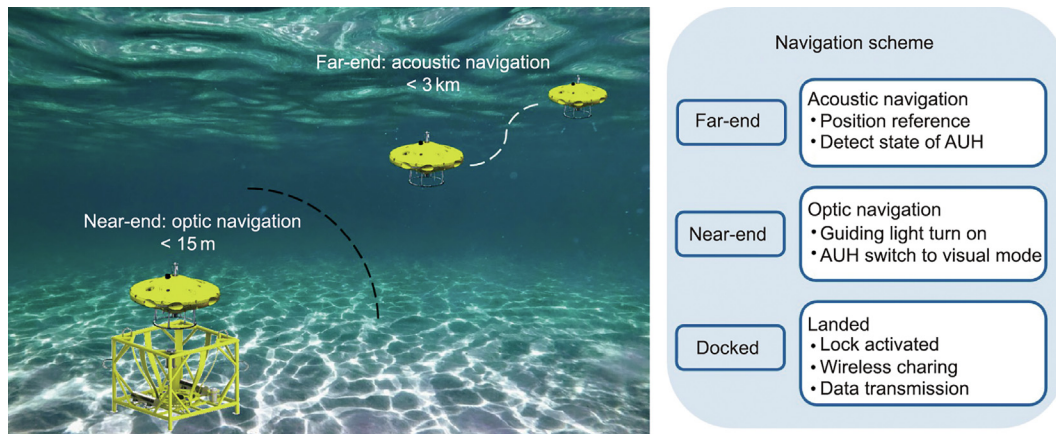 Far-end: acoustic navigation
< 3 km
Near-end: optic navigation
< 15 m
Navigation scheme
Far-end
Acoustic navigation
• Position reference
• Detect state of AUH
Near-end
Optic navigation
• Guiding light turn on
• AUH switch to visual mode
Docked
Landed
• Lock activated
• Wireless charing
• Data transmission